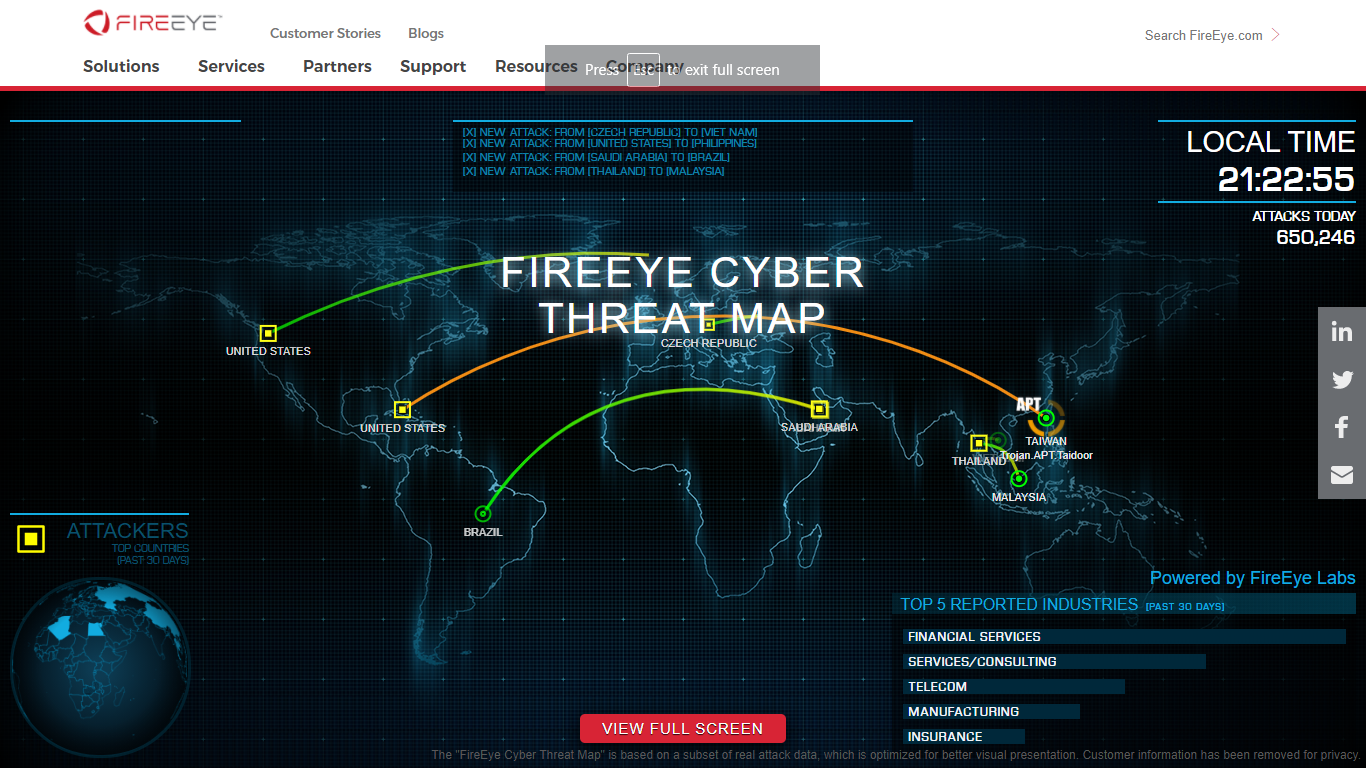 FIREEYE™
Customer Stories
Blogs
Search FireEye.com
Solutions
Services
Partners
Support
Resources
Company
Press Esc to exit full screen
[X] NEW ATTACK: FROM [CZECH REPUBLIC] TO [VIET NAM]
[X] NEW ATTACK: FROM [UNITED STATES] TO [PHILIPPINES]
[X] NEW ATTACK: FROM [SAUDI ARABIA] TO [BRAZIL]
[X] NEW ATTACK: FROM [THAILAND] TO [MALAYSIA]
LOCAL TIME
21:22:55
ATTACKS TODAY
650,246
FIREEYE CYBER
THREAT MAP
UNITED STATES
CZECH REPUBLIC
UNITED STATES
SAUDI ARABIA
APT
TAIWAN
Trojan.APT.Taidoor
THAILAND
MALAYSIA
BRAZIL
ATTACKERS
TOP COUNTRIES
(PAST 30 DAYS)
Powered by FireEye Labs
TOP 5 REPORTED INDUSTRIES [PAST 30 DAYS]
FINANCIAL SERVICES
SERVICES/CONSULTING
TELECOM
MANUFACTURING
INSURANCE
VIEW FULL SCREEN
The "FireEye Cyber Threat Map" is based on a subset of real attack data, which is optimized for better visual presentation. Customer information has been removed for privacy.